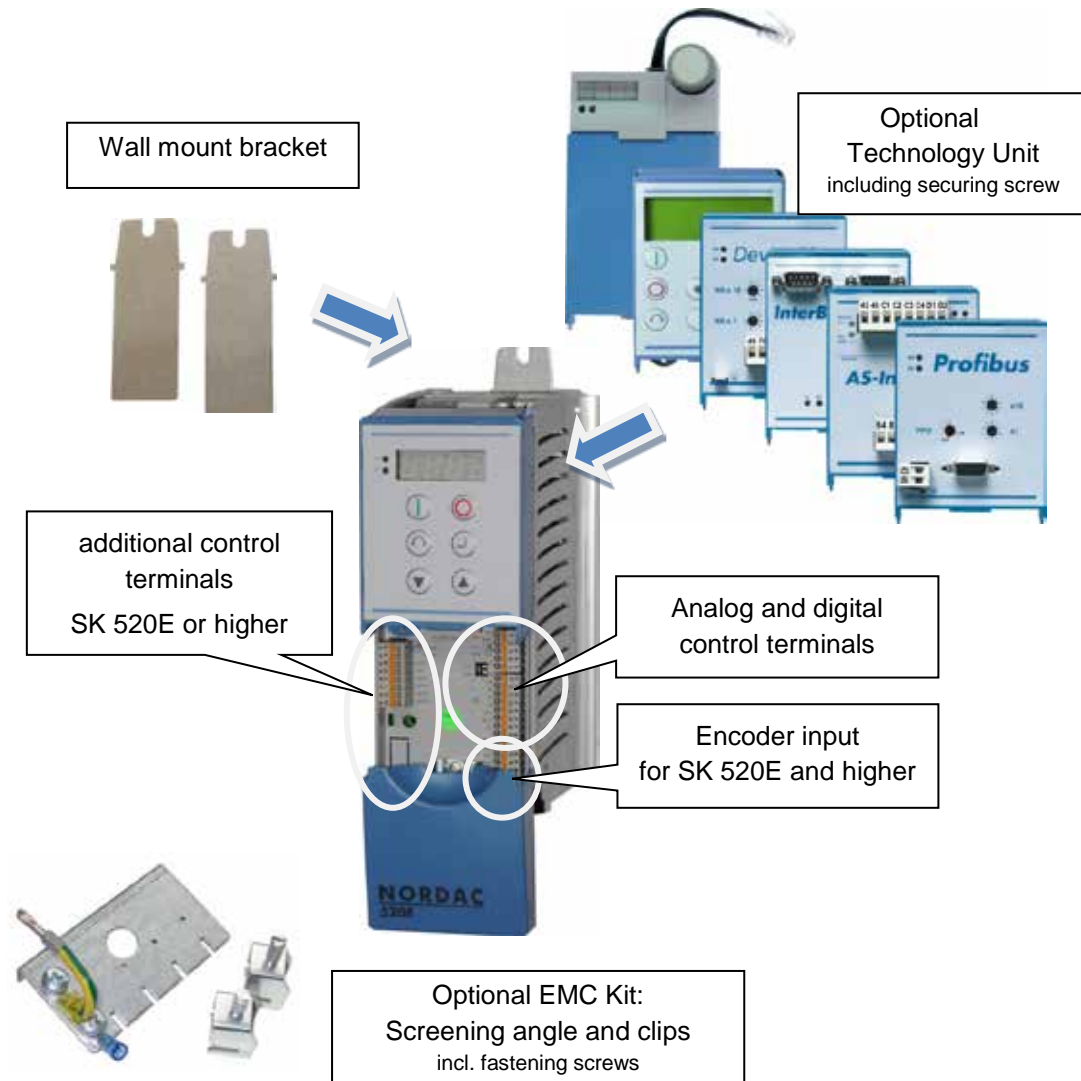 Wall mount bracket
Optional
Technology Unit
including securing screw
InterB
AS-In
Profibus
additional control
terminals
SK 520E or higher
Analog and digital
control terminals
Encoder input
for SK 520E and higher
NORDAC
520E
Optional EMC Kit:
Screening angle and clips
incl. fastening screws